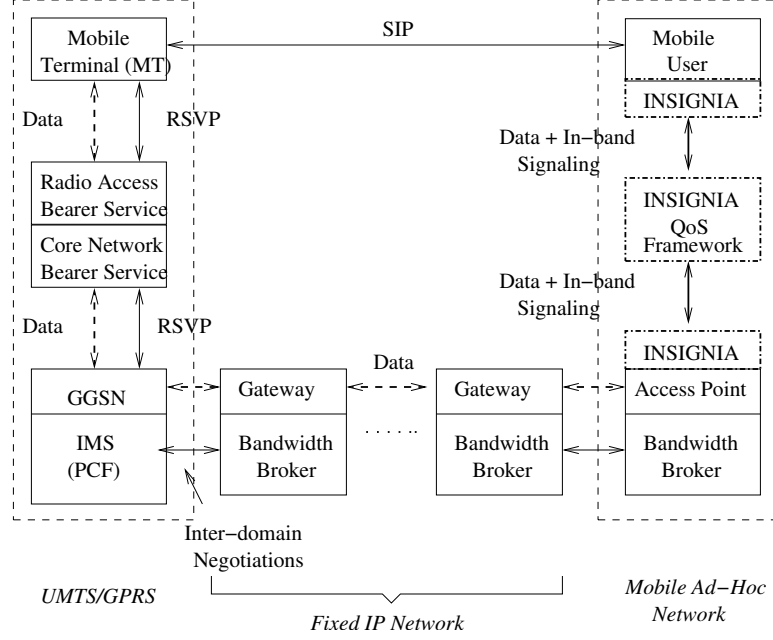 SIP
Mobile
Terminal (MT)
Data
RSVP
Radio Access
Bearer Service
Core Network
Bearer Service
Data
RSVP
GGSN
IMS
(PCF)
Gateway
Bandwidth
Broker
Data
. . . . . .
Gateway
Bandwidth
Broker
Mobile
User
INSIGNIA
Data + In-band
Signaling
INSIGNIA
QoS
Framework
Data + In-band
Signaling
INSIGNIA
Access Point
Bandwidth
Broker
Inter-domain
Negotiations
UMTS/GPRS
Fixed IP Network
Mobile Ad-Hoc
Network